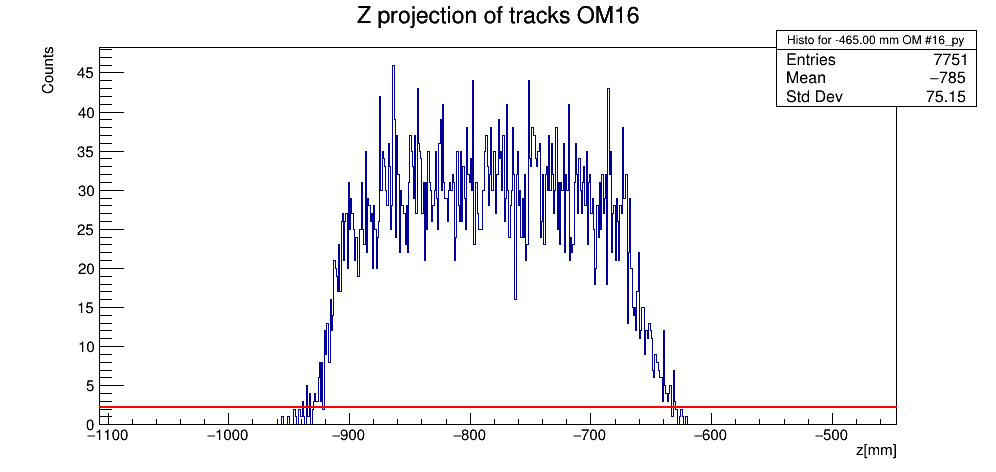 Z projection of tracks OM16
Histo for -465.00 mm OM #16_py
Entries 7751
Mean −785
Std Dev 75.15
Counts
45
40
35
30
25
20
15
10
5
0
−1100 −1000 −900 −800 −700 −600 −500
z[mm]